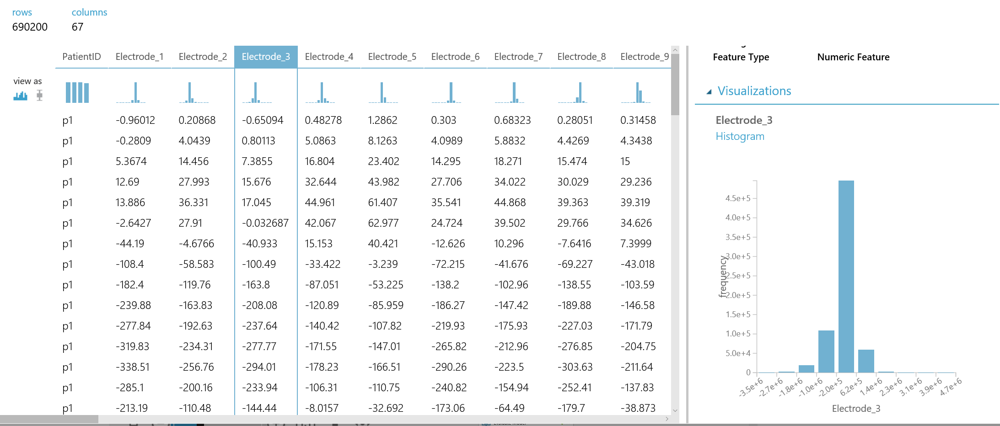 rows columns
690200 67
PatientID Electrode_1 Electrode_2 Electrode_3 Electrode_4 Electrode_5 Electrode_6 Electrode_7 Electrode_8 Electrode_9
view as
p1 -0.96012 0.20868 -0.65094 0.48278 1.2862 0.303 0.68323 0.28051 0.31458
p1 -0.2809 4.0439 0.80113 5.0863 8.1263 4.0989 5.8832 4.4269 4.3438
p1 5.3674 14.456 7.3855 16.804 23.402 14.295 18.271 15.474 15
p1 12.69 27.993 15.676 32.644 43.982 27.706 34.022 30.029 29.236
p1 13.886 36.331 17.045 44.961 61.407 35.541 44.868 39.363 39.319
p1 -2.6427 27.91 -0.032687 42.067 62.977 24.724 39.502 29.766 34.626
p1 -44.19 -4.6766 -40.933 15.153 40.421 -12.626 10.296 -7.6416 7.3999
p1 -108.4 -58.583 -100.49 -33.422 -3.239 -72.215 -41.676 -69.227 -43.018
p1 -182.4 -119.76 -163.8 -87.051 -53.225 -138.2 -102.96 -138.55 -103.59
p1 -239.88 -163.83 -208.08 -120.89 -85.959 -186.27 -147.42 -189.88 -146.58
p1 -277.84 -192.63 -237.64 -140.42 -107.82 -219.93 -175.93 -227.03 -171.79
p1 -319.83 -234.31 -277.77 -171.55 -147.01 -265.82 -212.96 -276.85 -204.75
p1 -338.51 -256.76 -294.01 -178.23 -166.51 -290.26 -223.5 -303.63 -211.64
p1 -285.1 -200.16 -233.94 -106.31 -110.75 -240.82 -154.94 -252.41 -137.83
p1 -213.19 -110.48 -144.44 -8.0157 -32.692 -173.06 -64.49 -179.7 -38.873
Feature Type Numeric Feature
Visualizations
Electrode_3
Histogram
frequency
4.5e+5
4.0e+5
3.5e+5
3.0e+5
2.5e+5
2.0e+5
1.5e+5
1.0e+5
5.0e+4
0
-3.5e+6 -2.7e+6 -1.8e+6 -1.0e+6 -2.0e+5 6.2e+5 1.4e+6 2.3e+6 3.1e+6 3.9e+6 4.7e+6
Electrode_3